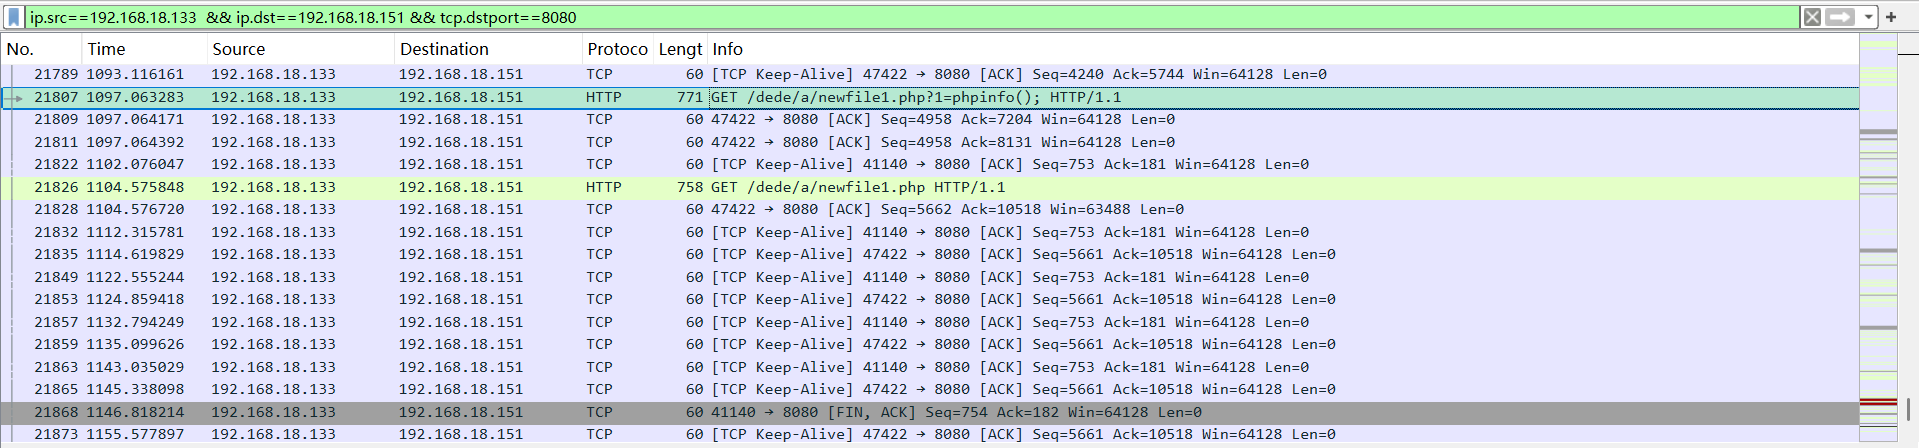 ip.src==192.168.18.133  && ip.dst==192.168.18.151 && tcp.dstport==8080
No. Time Source Destination Protoco Lengt Info
21789 1093.116161 192.168.18.133 192.168.18.151 TCP 60 [TCP Keep-Alive] 47422 → 8080 [ACK] Seq=4240 Ack=5744 Win=64128 Len=0
21807 1097.063283 192.168.18.133 192.168.18.151 HTTP 771 GET /dede/a/newfile1.php?1=phpinfo(); HTTP/1.1
21809 1097.064171 192.168.18.133 192.168.18.151 TCP 60 47422 → 8080 [ACK] Seq=4958 Ack=7204 Win=64128 Len=0
21811 1097.064392 192.168.18.133 192.168.18.151 TCP 60 47422 → 8080 [ACK] Seq=4958 Ack=8131 Win=64128 Len=0
21822 1102.076047 192.168.18.133 192.168.18.151 TCP 60 [TCP Keep-Alive] 41140 → 8080 [ACK] Seq=753 Ack=181 Win=64128 Len=0
21826 1104.575848 192.168.18.133 192.168.18.151 HTTP 758 GET /dede/a/newfile1.php HTTP/1.1
21828 1104.576720 192.168.18.133 192.168.18.151 TCP 60 47422 → 8080 [ACK] Seq=5662 Ack=10518 Win=63488 Len=0
21832 1112.315781 192.168.18.133 192.168.18.151 TCP 60 [TCP Keep-Alive] 41140 → 8080 [ACK] Seq=753 Ack=181 Win=64128 Len=0
21835 1114.619829 192.168.18.133 192.168.18.151 TCP 60 [TCP Keep-Alive] 47422 → 8080 [ACK] Seq=5661 Ack=10518 Win=64128 Len=0
21849 1122.555244 192.168.18.133 192.168.18.151 TCP 60 [TCP Keep-Alive] 41140 → 8080 [ACK] Seq=753 Ack=181 Win=64128 Len=0
21853 1124.859418 192.168.18.133 192.168.18.151 TCP 60 [TCP Keep-Alive] 47422 → 8080 [ACK] Seq=5661 Ack=10518 Win=64128 Len=0
21857 1132.794249 192.168.18.133 192.168.18.151 TCP 60 [TCP Keep-Alive] 41140 → 8080 [ACK] Seq=753 Ack=181 Win=64128 Len=0
21859 1135.099626 192.168.18.133 192.168.18.151 TCP 60 [TCP Keep-Alive] 47422 → 8080 [ACK] Seq=5661 Ack=10518 Win=64128 Len=0
21863 1143.035029 192.168.18.133 192.168.18.151 TCP 60 [TCP Keep-Alive] 41140 → 8080 [ACK] Seq=753 Ack=181 Win=64128 Len=0
21865 1145.338098 192.168.18.133 192.168.18.151 TCP 60 [TCP Keep-Alive] 47422 → 8080 [ACK] Seq=5661 Ack=10518 Win=64128 Len=0
21868 1146.818214 192.168.18.133 192.168.18.151 TCP 60 41140 → 8080 [FIN, ACK] Seq=754 Ack=182 Win=64128 Len=0
21873 1155.577897 192.168.18.133 192.168.18.151 TCP 60 [TCP Keep-Alive] 47422 → 8080 [ACK] Seq=5661 Ack=10518 Win=64128 Len=0